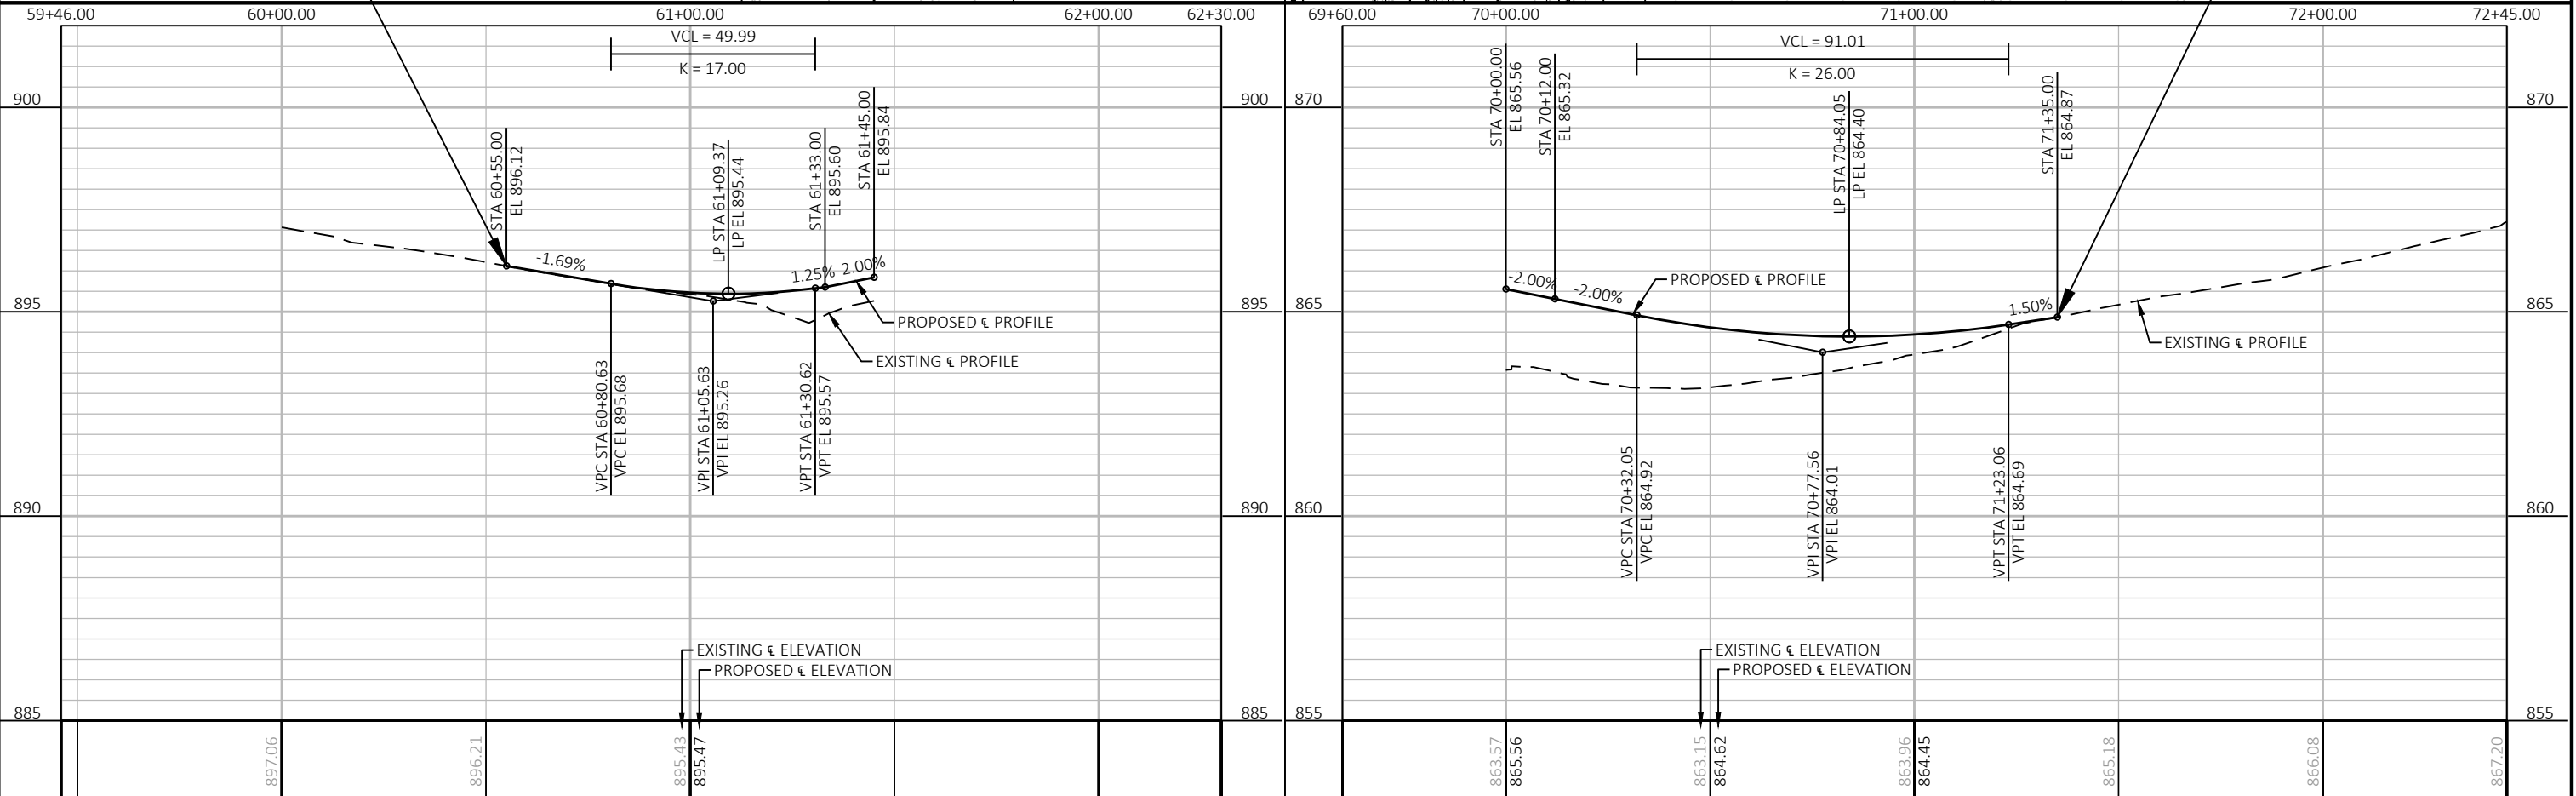 59+46.00 60+00.00 61+00.00 62+00.00 62+30.00
VCL = 49.99
K = 17.00
900 900
895 895
890 890
885 885
STA 60+55.00
EL 896.12
LP STA 61+09.37
LP EL 895.44
STA 61+33.00
EL 895.60
STA 61+45.00
EL 895.84
-1.69%
1.25%
2.00%
PROPOSED ℄ PROFILE
EXISTING ℄ PROFILE
VPC STA 60+80.63
VPC EL 895.68
VPI STA 61+05.63
VPI EL 895.26
VPT STA 61+30.62
VPT EL 895.57
EXISTING ℄ ELEVATION
PROPOSED ℄ ELEVATION
897.06
896.21
895.43
895.47
69+60.00 70+00.00 71+00.00 72+00.00 72+45.00
VCL = 91.01
K = 26.00
870 870
865 865
860 860
855 855
STA 70+00.00
EL 865.56
STA 70+12.00
EL 865.32
LP STA 70+84.05
LP EL 864.40
STA 71+35.00
EL 864.87
-2.00%
-2.00%
1.50%
PROPOSED ℄ PROFILE
EXISTING ℄ PROFILE
VPC STA 70+32.05
VPC EL 864.92
VPI STA 70+77.56
VPI EL 864.01
VPT STA 71+23.06
VPT EL 864.69
EXISTING ℄ ELEVATION
PROPOSED ℄ ELEVATION
863.57
865.56
863.15
864.62
863.96
864.45
865.18
866.08
867.20